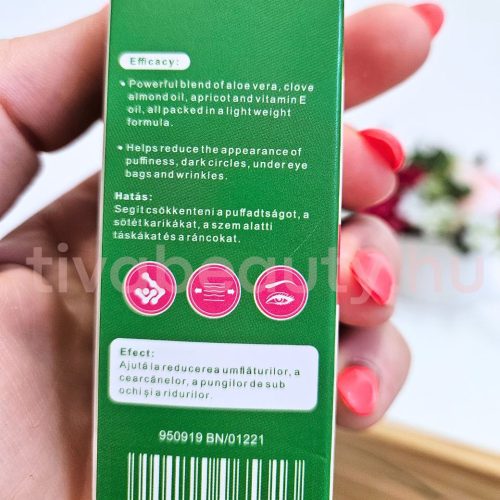 Efficacy:
• Powerful blend of aloe vera, clove
almond oil, apricot and vitamin E
oil, all packed in a light weight
formula.
• Helps reduce the appearance of
puffiness, dark circles, under eye
bags and wrinkles.
Hatás:
Segít csökkenteni a puffadtságot, a
sötét karikákat, a szem alatti
táskákat és a ráncokat.
tivabeauty.hu
Efect:
Ajută la reducerea umflăturilor, a
cearcănelor, a pungilor de sub
ochi și a ridurilor.
950919 BN/01221